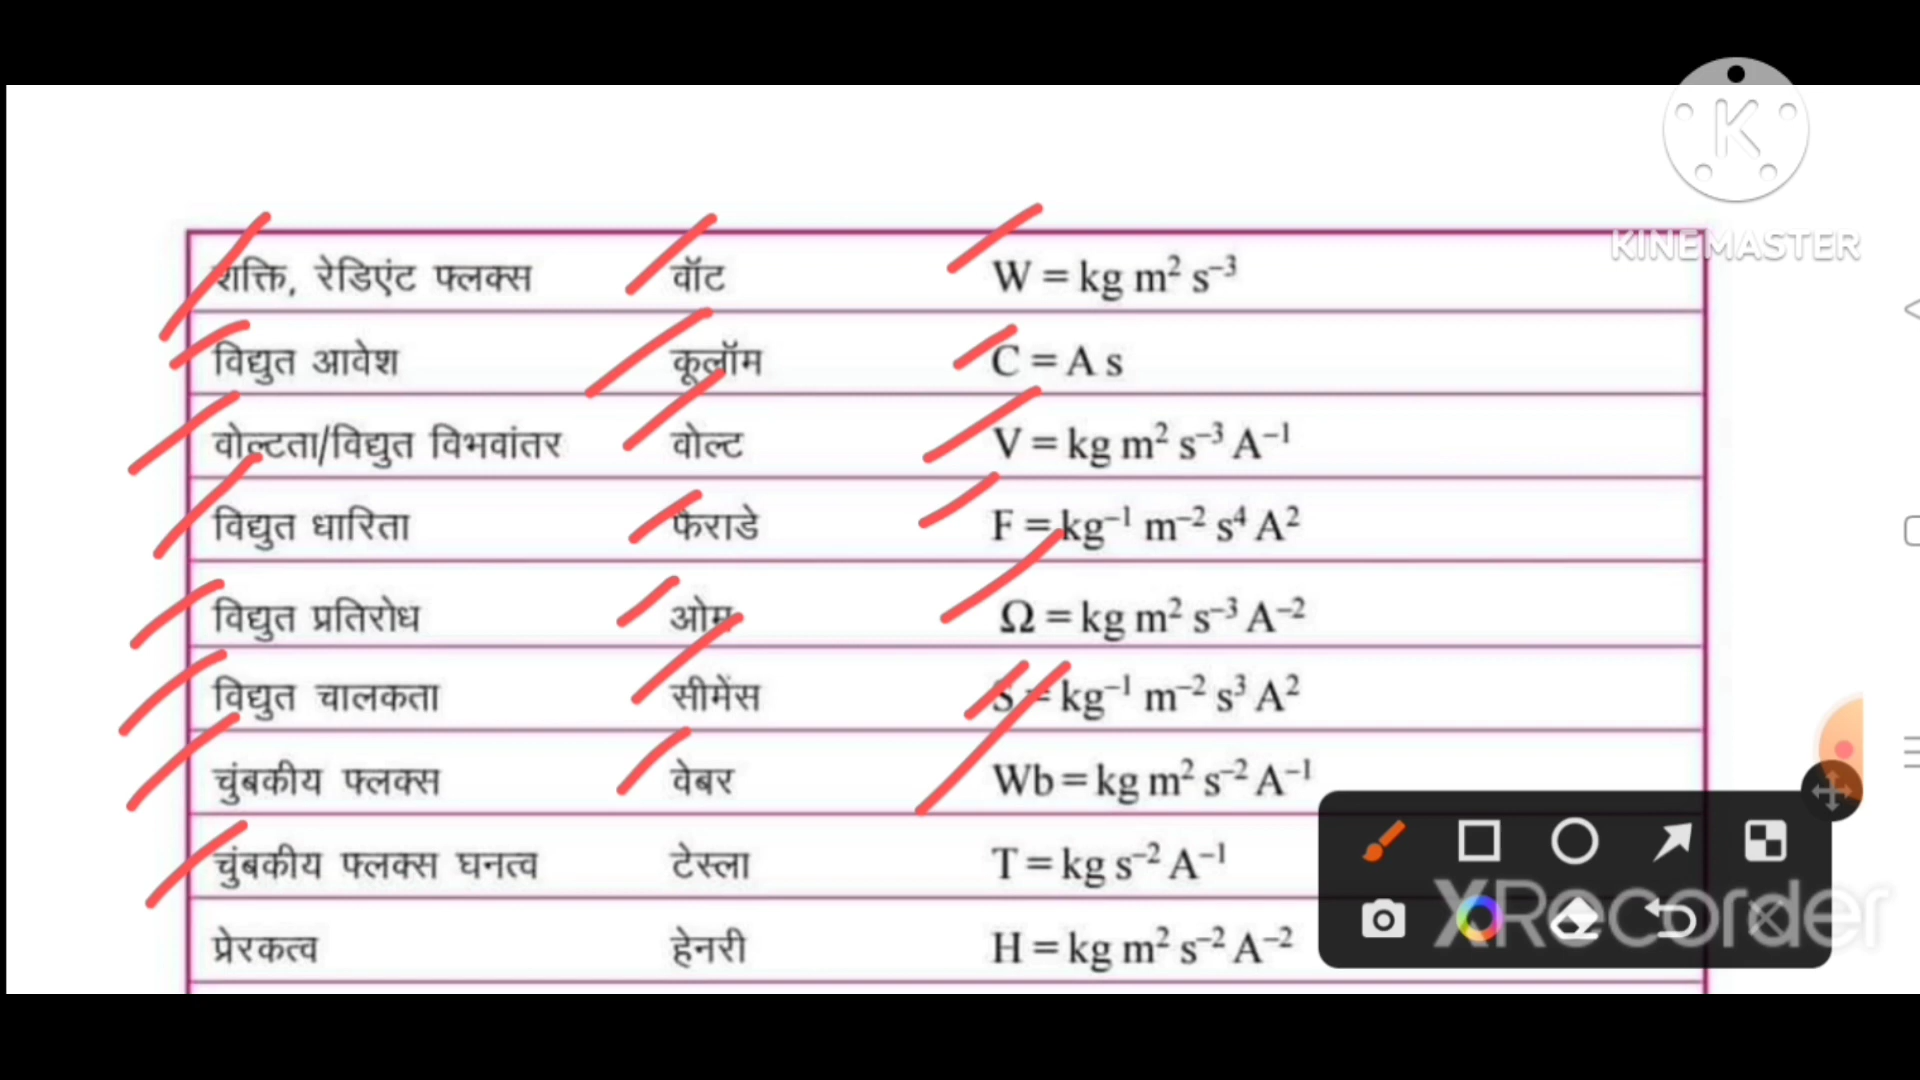 KINEMASTER
शक्ति, रेडिएंट फ्लक्स वॉट W = kg m² s⁻³
विद्युत आवेश कूलॉम C = A s
वोल्टता/विद्युत विभवांतर वोल्ट V = kg m² s⁻³ A⁻¹
विद्युत धारिता फैराडे F = kg⁻¹ m⁻² s⁴ A²
विद्युत प्रतिरोध ओम Ω = kg m² s⁻³ A⁻²
विद्युत चालकता सीमेंस S = kg⁻¹ m⁻² s³ A²
चुंबकीय फ्लक्स वेबर Wb = kg m² s⁻² A⁻¹
चुंबकीय फ्लक्स घनत्व टेस्ला T = kg s⁻² A⁻¹
प्रेरकत्व हेनरी H = kg m² s⁻² A⁻²
XRecorder